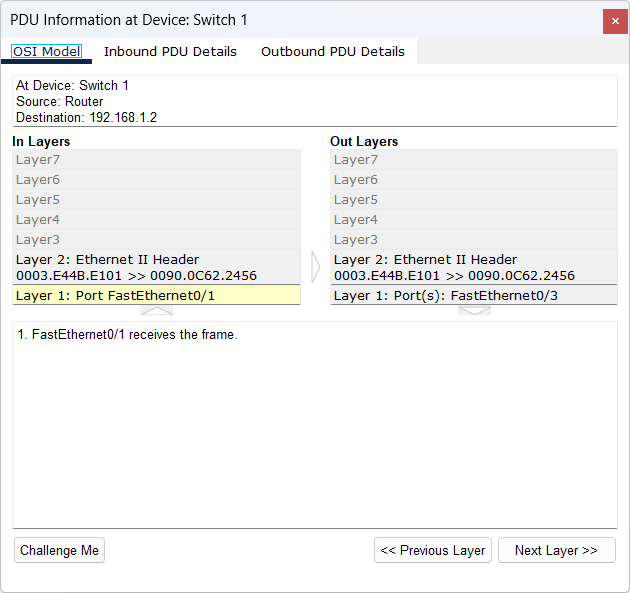 PDU Information at Device: Switch 1
OSI Model Inbound PDU Details Outbound PDU Details
At Device: Switch 1
Source: Router
Destination: 192.168.1.2
In Layers
Layer7
Layer6
Layer5
Layer4
Layer3
Layer 2: Ethernet II Header
0003.E44B.E101 >> 0090.0C62.2456
Layer 1: Port FastEthernet0/1
Out Layers
Layer7
Layer6
Layer5
Layer4
Layer3
Layer 2: Ethernet II Header
0003.E44B.E101 >> 0090.0C62.2456
Layer 1: Port(s): FastEthernet0/3
1. FastEthernet0/1 receives the frame.
Challenge Me << Previous Layer Next Layer >>